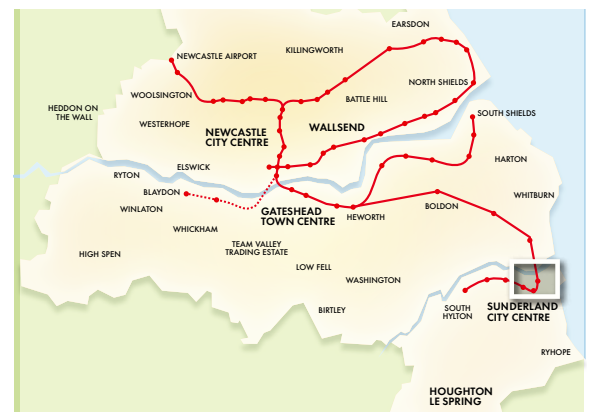 EARSDON
KILLINGWORTH
NEWCASTLE AIRPORT
NORTH SHIELDS
WOOLSINGTON
BATTLE HILL
HEDDON ON
THE WALL
SOUTH SHIELDS
WESTERHOPE
WALLSEND
NEWCASTLE
CITY CENTRE
HARTON
ELSWICK
RYTON
BLAYDON
WHITBURN
WINLATON
BOLDON
GATESHEAD
TOWN CENTRE
HEWORTH
WHICKHAM
TEAM VALLEY
TRADING ESTATE
HIGH SPEN
LOW FELL
WASHINGTON
BIRTLEY
SOUTH
HYLTON
SUNDERLAND
CITY CENTRE
RYHOPE
HOUGHTON
LE SPRING